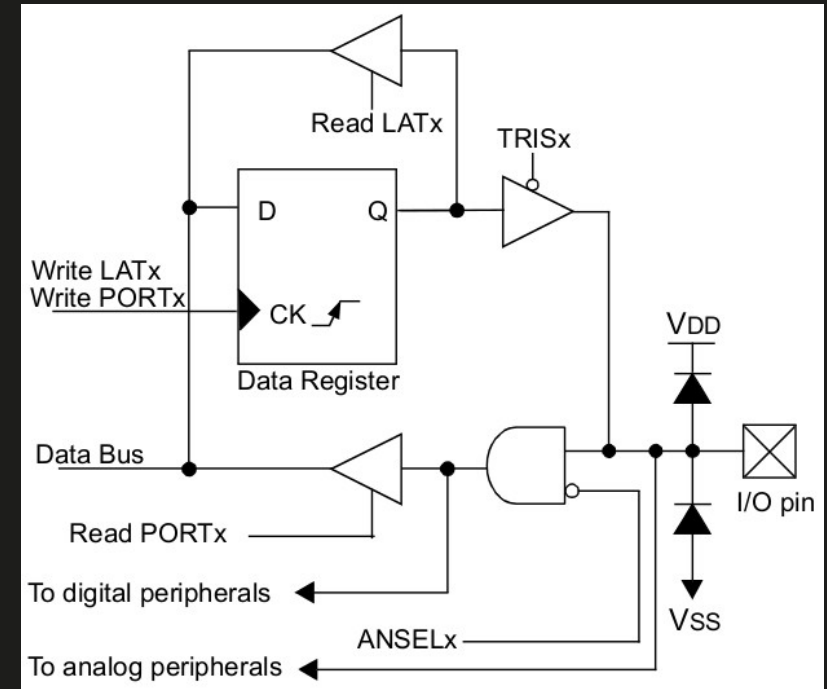 Read LATx
TRISx
D
Q
Write LATx
Write PORTx
CK
VDD
Data Register
Data Bus
I/O pin
Read PORTx
To digital peripherals
VSS
ANSELx
To analog peripherals